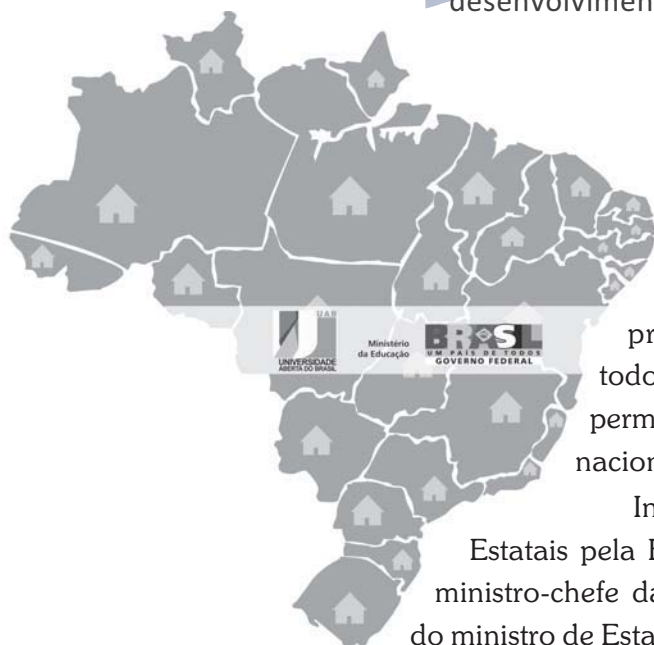 desenvolvimen
UAB
UNIVERSIDADE
ABERTA DO BRASIL
Ministério
da Educação
BRASIL
UM PAÍS DE TODOS
GOVERNO FEDERAL
pr
todo
perm
nacion
In
Estatais pela E
ministro-chefe da
do ministro de Esta